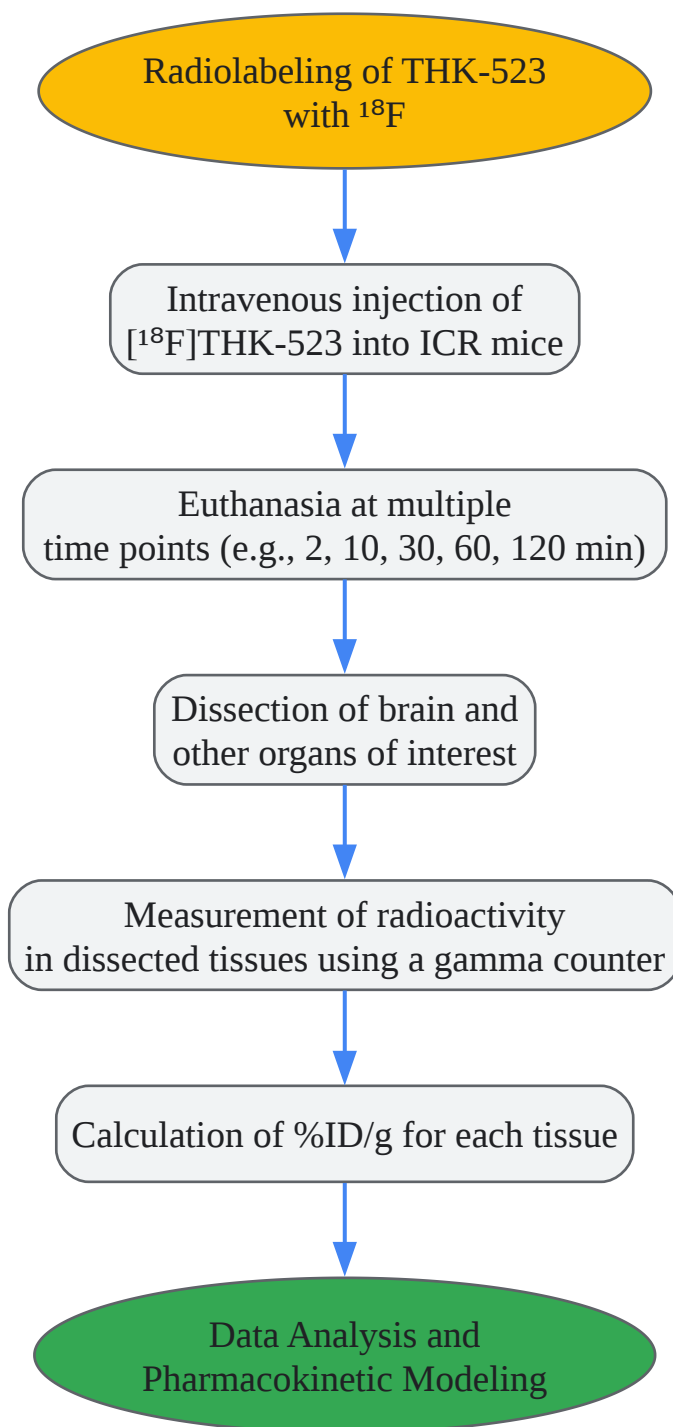 Radiolabeling of THK-523
with ¹⁸F
Intravenous injection of
[¹⁸F]THK-523 into ICR mice
Euthanasia at multiple
time points (e.g., 2, 10, 30, 60, 120 min)
Dissection of brain and
other organs of interest
Measurement of radioactivity
in dissected tissues using a gamma counter
Calculation of %ID/g for each tissue
Data Analysis and
Pharmacokinetic Modeling